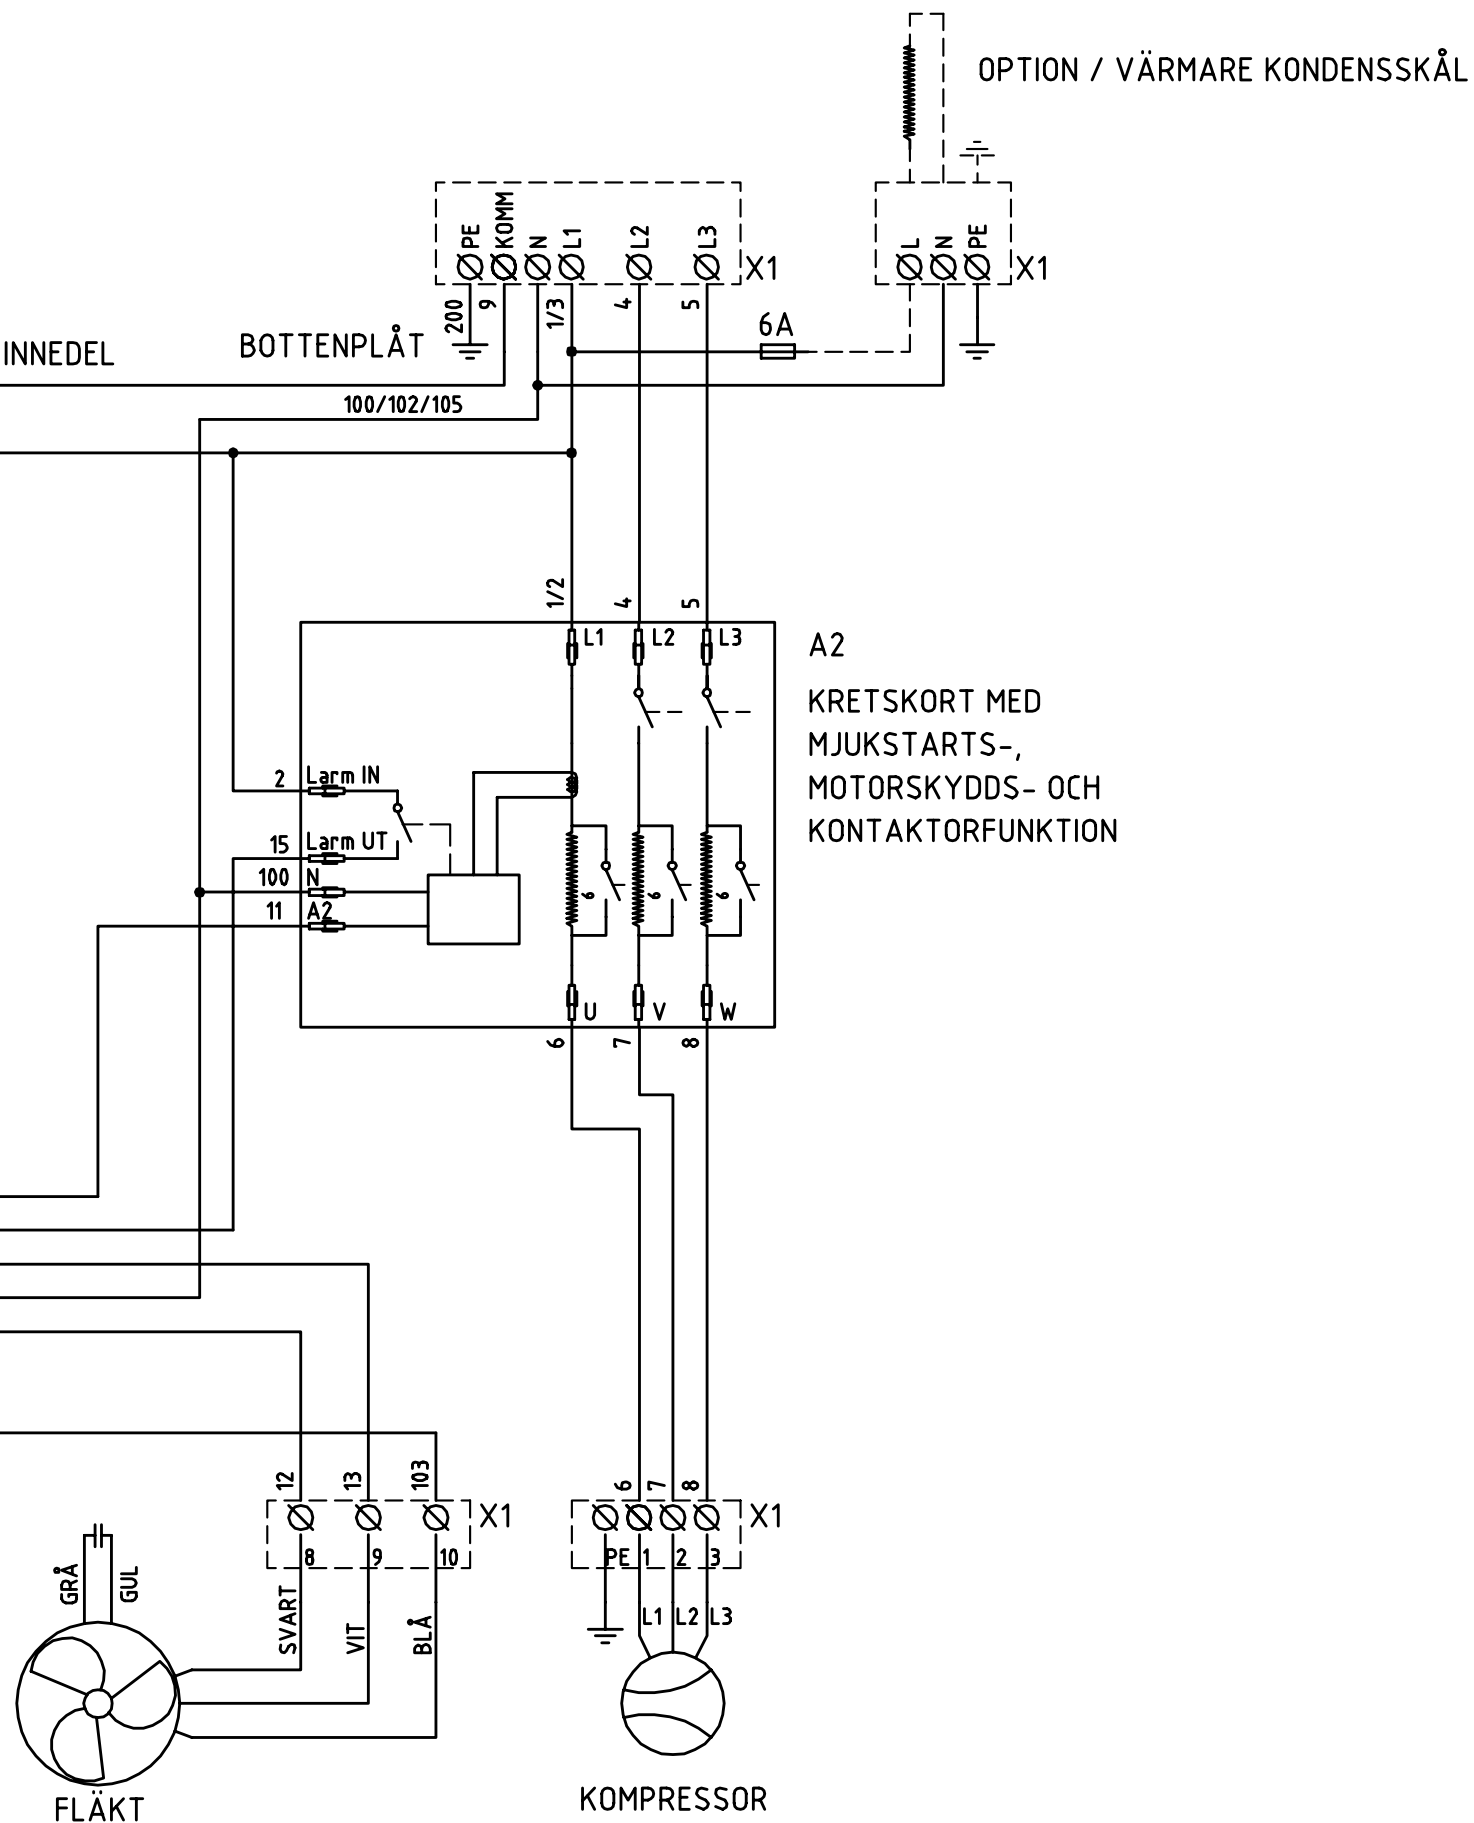 OPTION / VÄRMARE KONDENSSKÅL
PE
KOMM
N
L1
L2
L3
X1
L
N
PE
X1
200
9
1/3
4
5
6A
INNEDEL
BOTTENPLÅT
100/102/105
1/2
4
5
L1
L2
L3
A2
KRETSKORT MED
MJUKSTARTS-,
MOTORSKYDDS- OCH
KONTAKTORFUNKTION
2
Larm IN
15
Larm UT
100
N
11
A2
6
6
6
U
V
W
6
7
8
12
13
103
X1
6
7
8
X1
8
9
10
PE
1
2
3
GRÅ
GUL
SVART
VIT
BLÅ
L1
L2
L3
FLÄKT
KOMPRESSOR